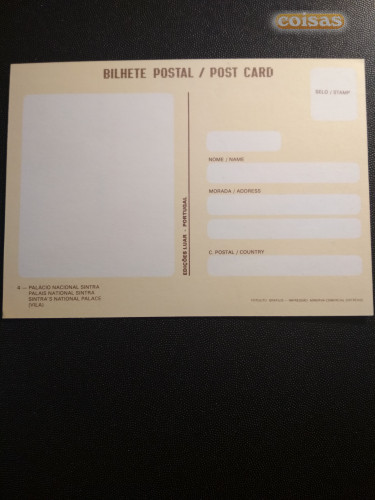 coisas
BILHETE POSTAL / POST CARD
SELO / STAMP
NOME / NAME
MORADA / ADDRESS
EDIÇÕES LUAR - PORTUGAL
C. POSTAL / COUNTRY
4 — PALÁCIO NACIONAL SINTRA
PALAIS NATIONAL SINTRA
SINTRA'S NATIONAL PALACE
(VILA)